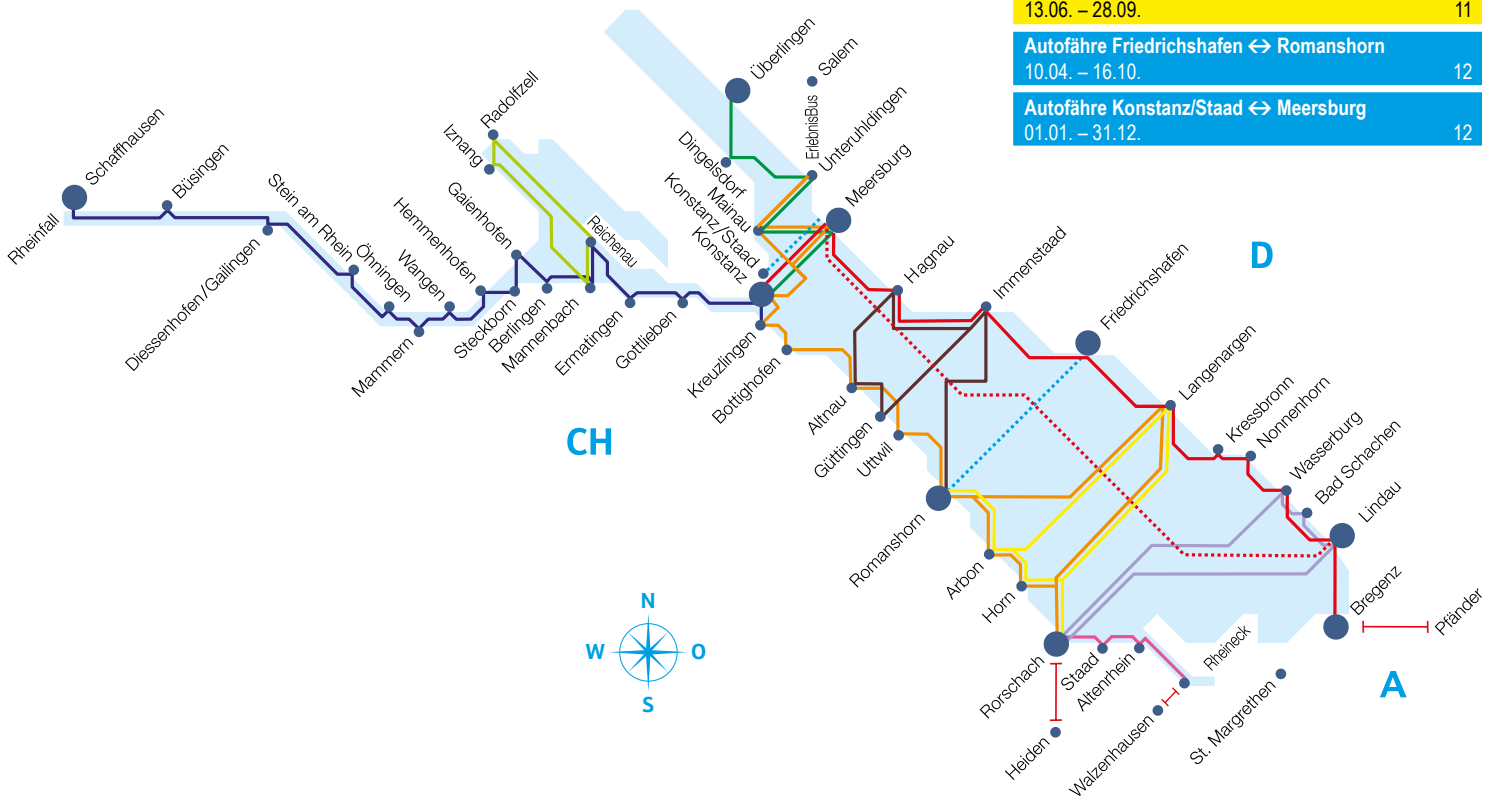 13.06. – 28.09. 11
Autofähre Friedrichshafen ↔ Romanshorn
10.04. – 16.10. 12
Autofähre Konstanz/Staad ↔ Meersburg
01.01. – 31.12. 12
Schaffhausen
Rheinfall
Büsingen
Diessenhofen/Gailingen
Stein am Rhein
Öhningen
Mammern
Wangen
Hemmenhofen
Steckborn
Gaienhofen
Berlingen
Mannenbach
Iznang
Radolfzell
Reichenau
Ermatingen
Gottlieben
Überlingen
Salem
ErlebnisBus
Dingelsdorf
Unteruhldingen
Mainau
Meersburg
Konstanz/Staad
Konstanz
Kreuzlingen
Bottighofen
Hagnau
Immenstaad
Altnau
Güttingen
Uttwil
Friedrichshafen
Langenargen
Kressbronn
Nonnenhorn
Wasserburg
Bad Schachen
Lindau
Bregenz
Pfänder
Romanshorn
Arbon
Horn
Rorschach
Staad
Altenrhein
Rheineck
Heiden
Walzenhausen
St. Margrethen
D
CH
A
N
W O
S